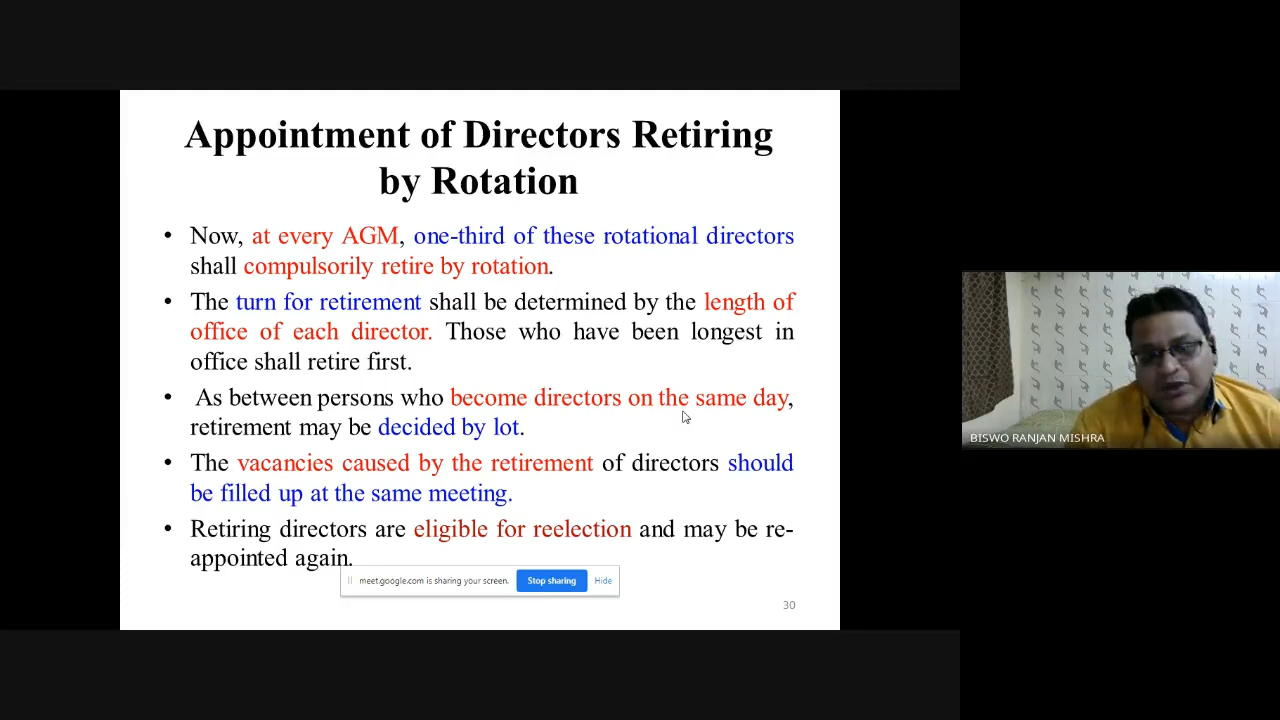 Appointment of Directors Retiring
by Rotation
• Now, at every AGM, one-third of these rotational directors
shall compulsorily retire by rotation.
• The turn for retirement shall be determined by the length of
office of each director. Those who have been longest in
office shall retire first.
• As between persons who become directors on the same day,
retirement may be decided by lot.
• The vacancies caused by the retirement of directors should
be filled up at the same meeting.
• Retiring directors are eligible for reelection and may be re-
appointed again.
meet.google.com is sharing your screen. Stop sharing Hide
30
BISWO RANJAN MISHRA